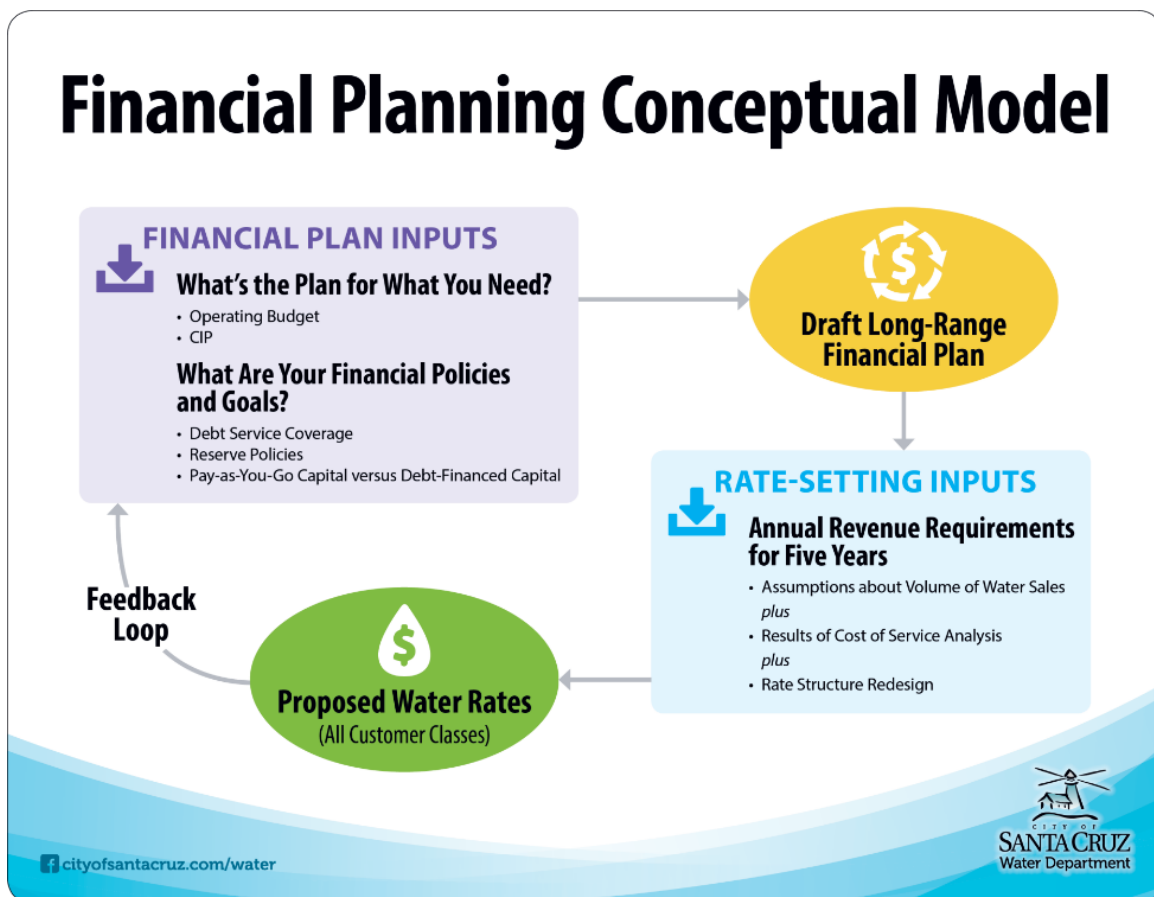 Financial Planning Conceptual Model
FINANCIAL PLAN INPUTS
What's the Plan for What You Need?
• Operating Budget
• CIP
What Are Your Financial Policies
and Goals?
• Debt Service Coverage
• Reserve Policies
• Pay-as-You-Go Capital versus Debt-Financed Capital
$
Draft Long-Range
Financial Plan
RATE-SETTING INPUTS
Annual Revenue Requirements
for Five Years
• Assumptions about Volume of Water Sales
plus
• Results of Cost of Service Analysis
plus
• Rate Structure Redesign
$
Proposed Water Rates
(All Customer Classes)
Feedback
Loop
f cityofsantacruz.com/water
CITY OF
SANTA CRUZ
Water Department